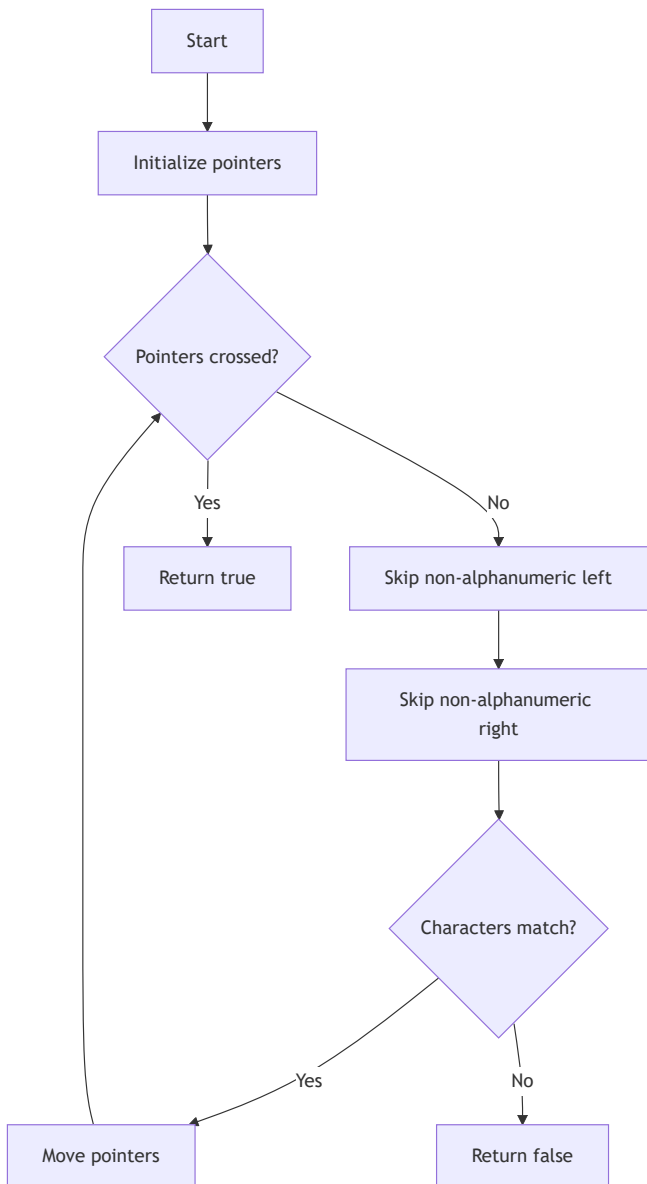 Start
Initialize pointers
Pointers crossed?
Yes
No
Return true
Skip non-alphanumeric left
Skip non-alphanumeric
right
Characters match?
Yes
No
Move pointers
Return false